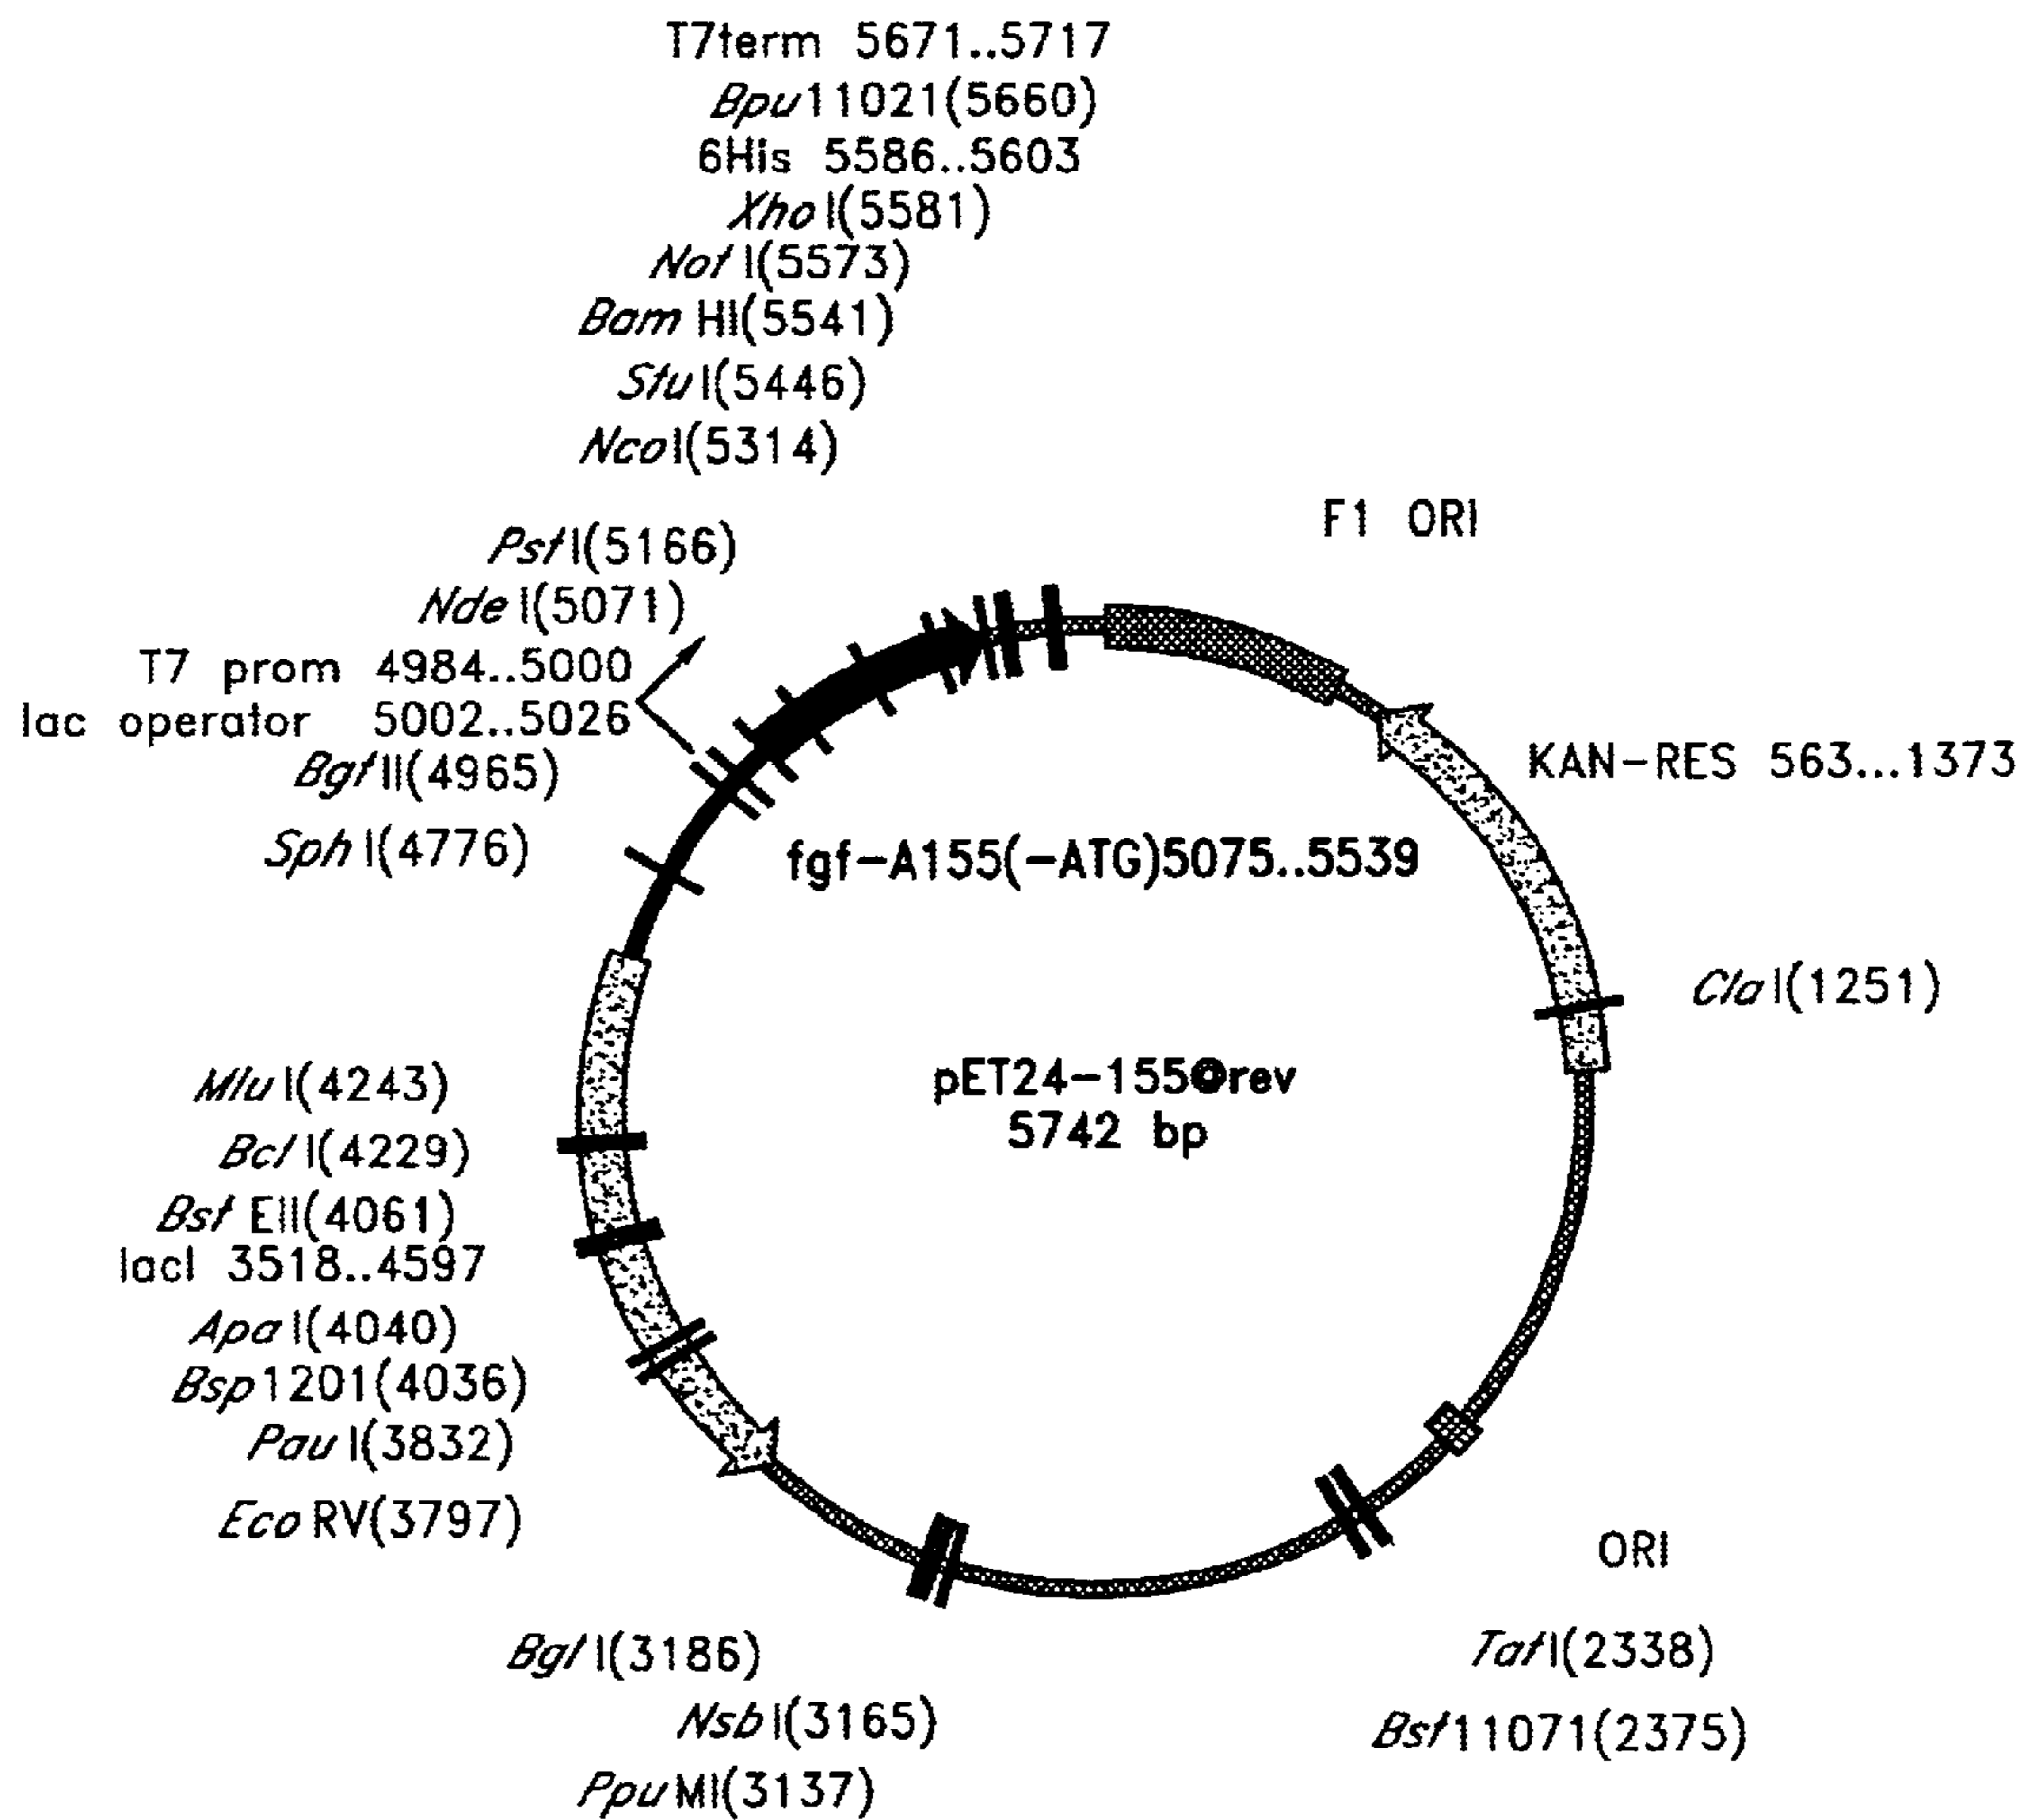 T7term 5671..5717
Bpu11021(5660)
6His 5586..5603
XhoI(5581)
NotI(5573)
BamHI(5541)
StuI(5446)
NcoI(5314)
F1 ORI
PstI(5166)
NdeI(5071)
T7 prom 4984..5000
lac operator 5002..5026
BglII(4965)
SphI(4776)
KAN-RES 563...1373
fgf-A155(-ATG)5075..5539
ClaI(1251)
pET24-155@rev
5742 bp
MluI(4243)
BclI(4229)
BstEII(4061)
lacI 3518..4597
ApaI(4040)
Bsp1201(4036)
PauI(3832)
EcoRV(3797)
ORI
BglI(3186)
TatI(2338)
NsbI(3165)
Bst11071(2375)
PpuMI(3137)